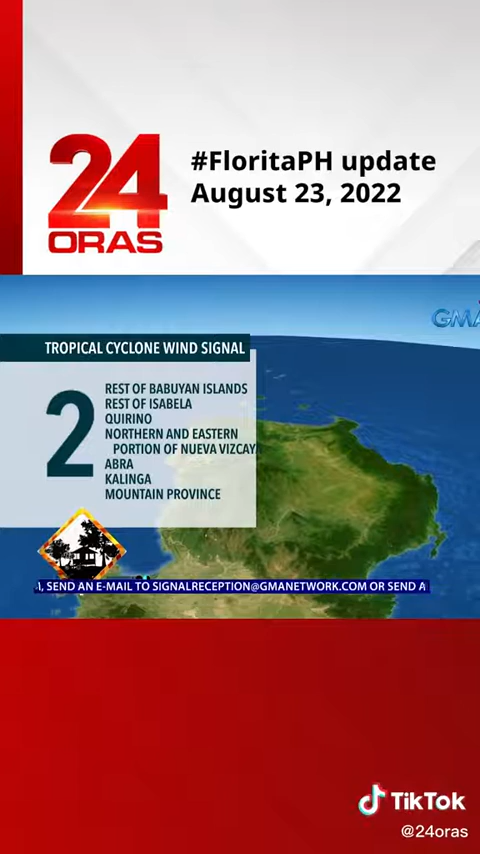 24
ORAS
#FloritaPH update
August 23, 2022
GMA
TROPICAL CYCLONE WIND SIGNAL
2
REST OF BABUYAN ISLANDS
REST OF ISABELA
QUIRINO
NORTHERN AND EASTERN
PORTION OF NUEVA VIZCAYA
ABRA
KALINGA
MOUNTAIN PROVINCE
SEND AN E-MAIL TO SIGNALRECEPTION@GMANETWORK.COM OR SEND A
TikTok
@24oras